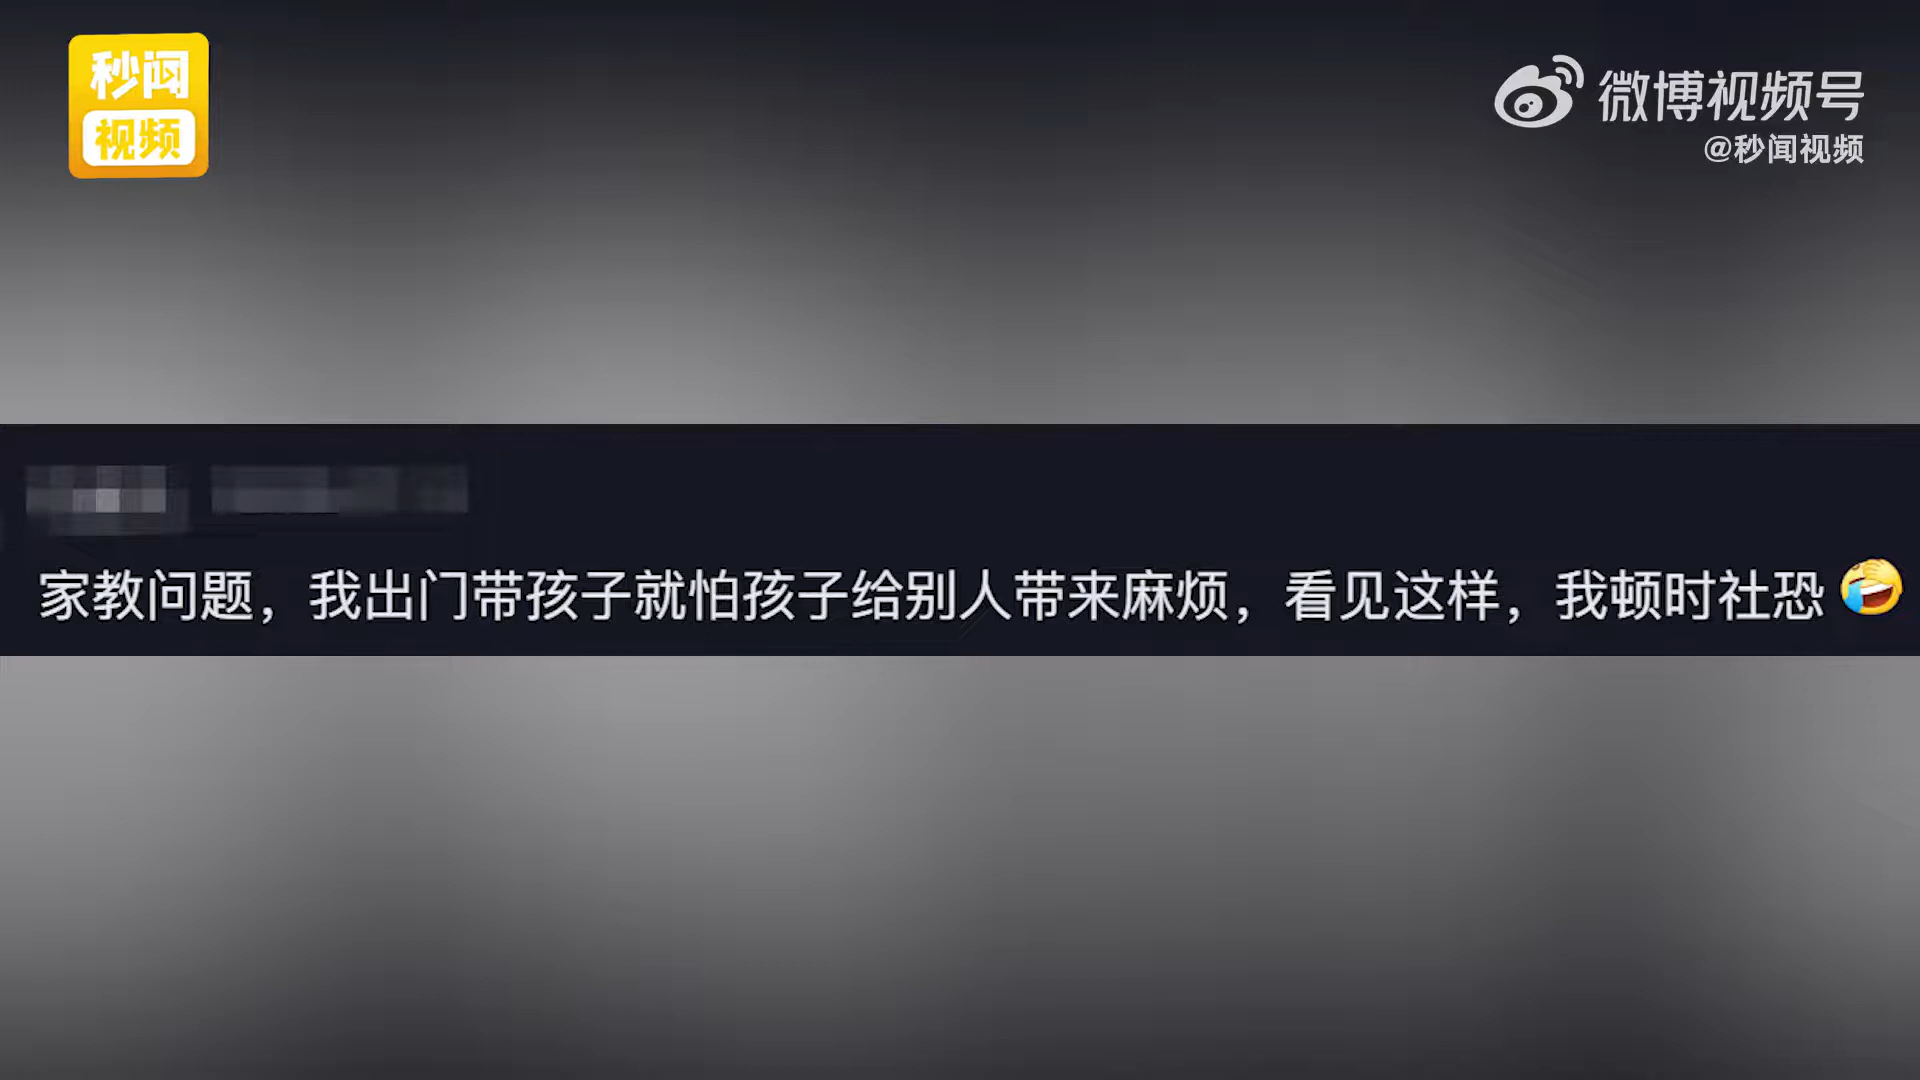 秒闻
视频
微博视频号
@秒闻视频
家教问题，我出门带孩子就怕孩子给别人带来麻烦，看见这样，我顿时社恐🤣